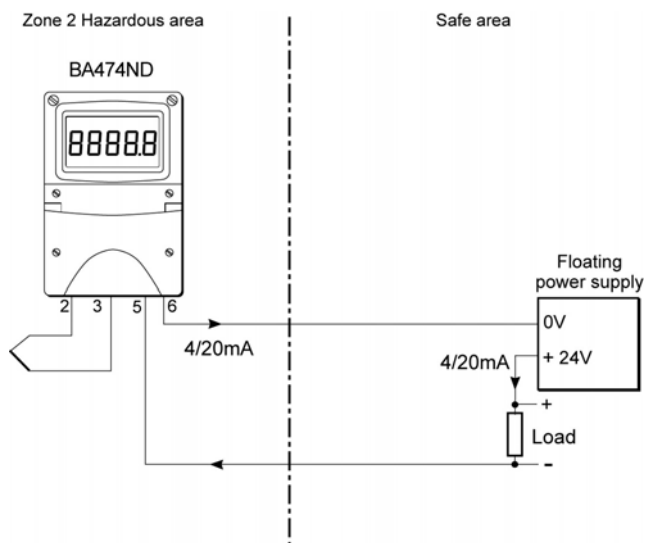 Zone 2 Hazardous area
Safe area
BA474ND
8888.8
2 3 5 6
4/20mA
Floating
power supply
0V
+ 24V
4/20mA
+
Load
-